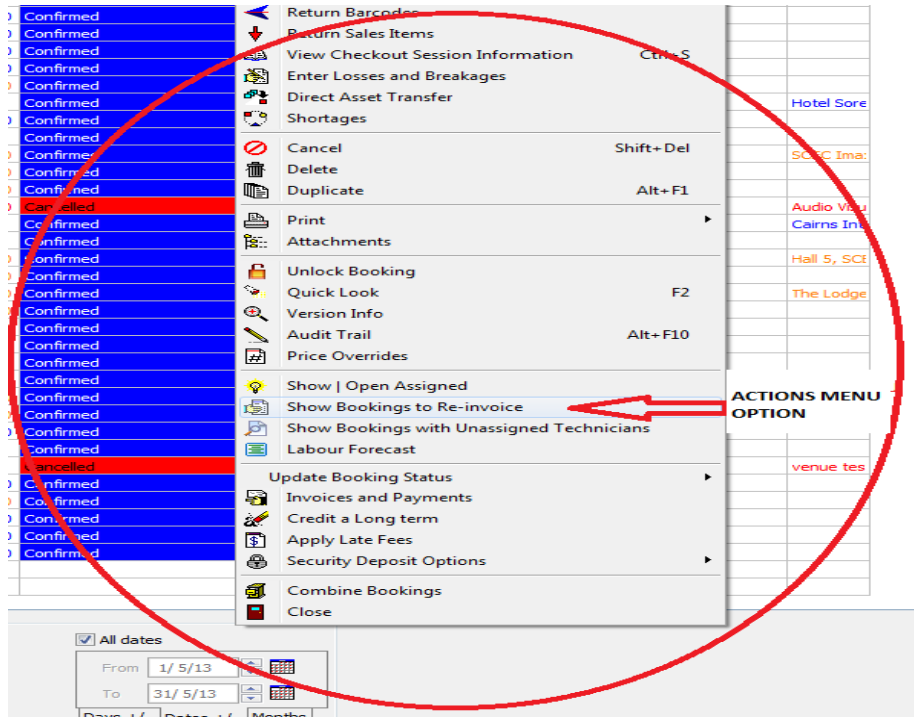 Confirmed
Confirmed
Confirmed
Confirmed
Confirmed
Confirmed
Confirmed
Confirmed
Confirmed
Confirmed
Confirmed
Cancelled
Confirmed
Confirmed
Confirmed
Confirmed
Confirmed
Confirmed
Confirmed
Confirmed
Confirmed
Confirmed
Confirmed
Confirmed
Confirmed
Confirmed
Cancelled
Confirmed
Confirmed
Confirmed
Confirmed
Confirmed
Return Barcodes
Return Sales Items
View Checkout Session Information Ctrl+S
Enter Losses and Breakages
Direct Asset Transfer
Shortages
Cancel Shift+Del
Delete
Duplicate Alt+F1
Print
Attachments
Unlock Booking
Quick Look F2
Version Info
Audit Trail Alt+F10
Price Overrides
Show | Open Assigned
Show Bookings to Re-invoice
Show Bookings with Unassigned Technicians
Labour Forecast
Update Booking Status
Invoices and Payments
Credit a Long term
Apply Late Fees
Security Deposit Options
Combine Bookings
Close
Hotel Sore
Audio Visu
Cairns Int
Hall 5, SCE
The Lodge
ACTIONS MENU
OPTION
venue tes
All dates
From 1/ 5/13
To 31/ 5/13
Days +/- Dates +/- Months